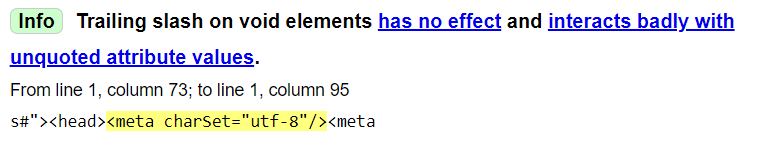 Info Trailing slash on void elements has no effect and interacts badly with
unquoted attribute values.
From line 1, column 73; to line 1, column 95
s#"><head><meta charSet="utf-8"/><meta